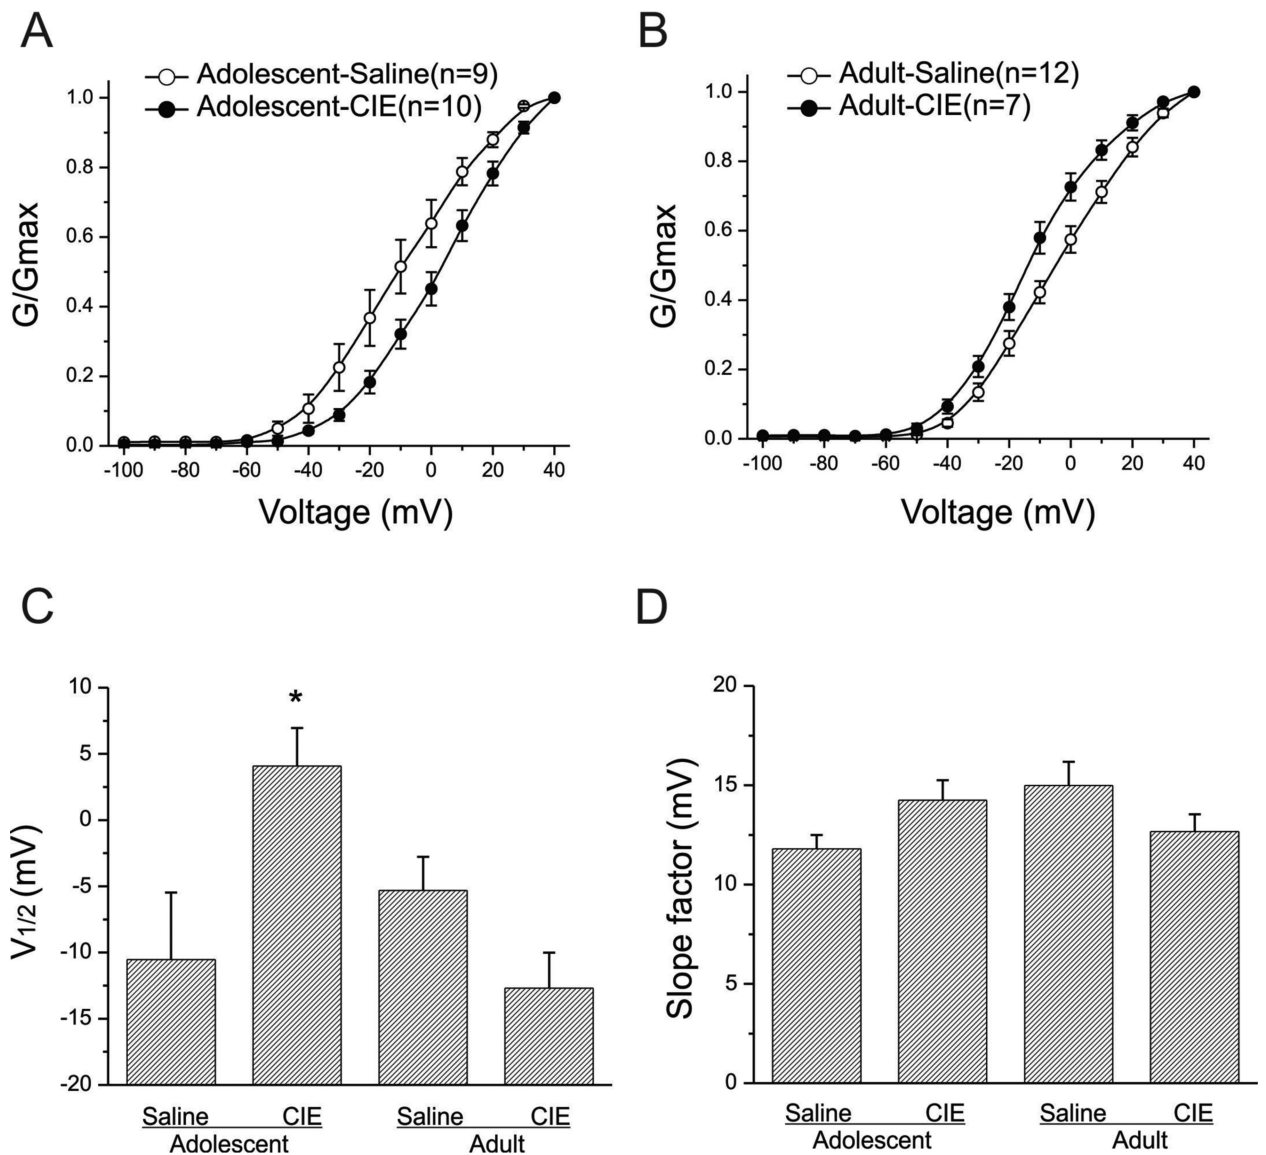 A
Adolescent-Saline(n=9)
Adolescent-CIE(n=10)
1.0
0.8
0.6
0.4
0.2
0.0
G/Gmax
-100 -80 -60 -40 -20 0 20 40
Voltage (mV)
B
Adult-Saline(n=12)
Adult-CIE(n=7)
1.0
0.8
0.6
0.4
0.2
0.0
G/Gmax
-100 -80 -60 -40 -20 0 20 40
Voltage (mV)
C
10
5
0
-5
-10
-15
-20
V1/2 (mV)
*
Saline CIE Saline CIE
Adolescent Adult
D
20
15
10
5
0
Slope factor (mV)
Saline CIE Saline CIE
Adolescent Adult